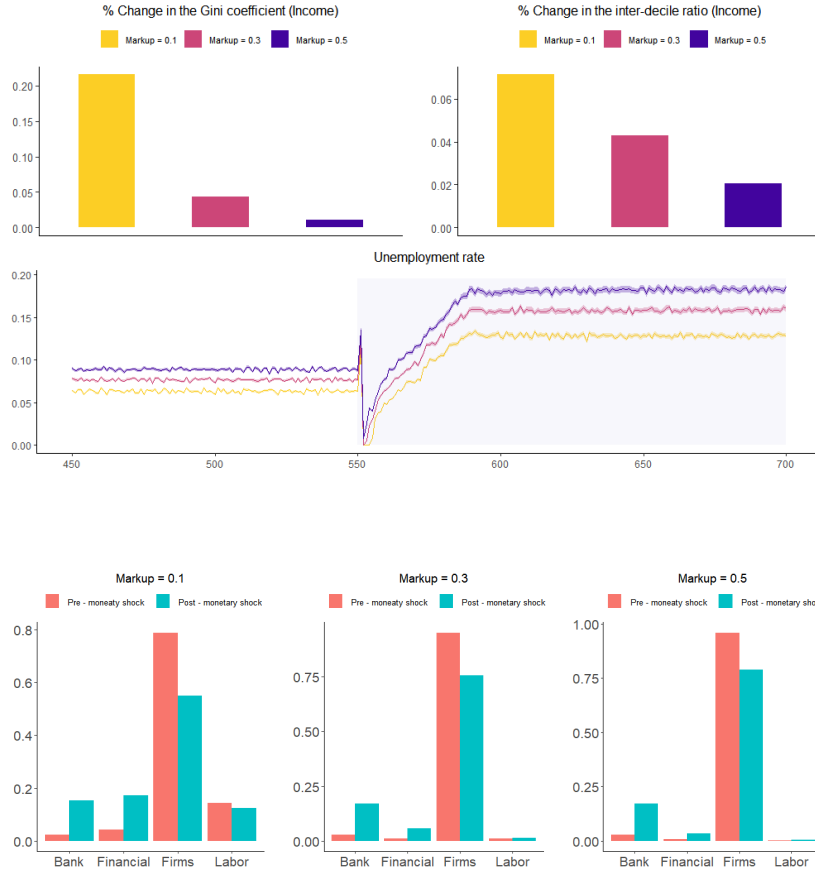 % Change in the Gini coefficient (Income)
% Change in the inter-decile ratio (Income)
Markup = 0.1 Markup = 0.3 Markup = 0.5
Markup = 0.1 Markup = 0.3 Markup = 0.5
0.20
0.15
0.10
0.05
0.00
0.06
0.04
0.02
0.00
Unemployment rate
0.20
0.15
0.10
0.05
0.00
450 500 550 600 650 700
Markup = 0.1
Pre - moneaty shock Post - monetary shock
0.8
0.6
0.4
0.2
0.0
Bank Financial Firms Labor
Markup = 0.3
Pre - moneaty shock Post - monetary shock
0.75
0.50
0.25
0.00
Bank Financial Firms Labor
Markup = 0.5
Pre - moneaty shock Post - monetary sho
1.00
0.75
0.50
0.25
0.00
Bank Financial Firms Labor